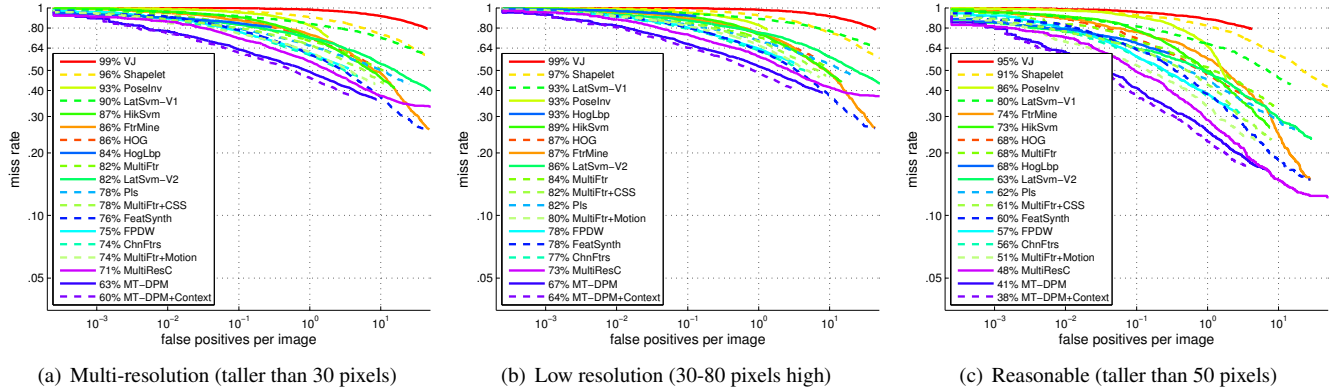 1
.80
.64
.50
.40
.30
.20
.10
.05
miss rate
99% VJ
96% Shapelet
93% PoseInv
90% LatSvm-V1
87% HikSvm
86% FtrMine
86% HOG
84% HogLbp
82% MultiFtr
82% LatSvm-V2
78% Pls
78% MultiFtr+CSS
76% FeatSynth
75% FPDW
74% ChnFtrs
74% MultiFtr+Motion
71% MultiResC
63% MT-DPM
60% MT-DPM+Context
10⁻³ 10⁻² 10⁻¹ 10⁰ 10¹
false positives per image
(a) Multi-resolution (taller than 30 pixels)
1
.80
.64
.50
.40
.30
.20
.10
.05
miss rate
99% VJ
97% Shapelet
93% LatSvm-V1
93% PoseInv
93% HogLbp
89% HikSvm
87% HOG
87% FtrMine
86% LatSvm-V2
84% MultiFtr
82% MultiFtr+CSS
82% Pls
80% MultiFtr+Motion
78% FPDW
78% FeatSynth
77% ChnFtrs
73% MultiResC
67% MT-DPM
64% MT-DPM+Context
10⁻³ 10⁻² 10⁻¹ 10⁰ 10¹
false positives per image
(b) Low resolution (30-80 pixels high)
1
.80
.64
.50
.40
.30
.20
.10
.05
miss rate
95% VJ
91% Shapelet
86% PoseInv
80% LatSvm-V1
74% FtrMine
73% HikSvm
68% HOG
68% MultiFtr
68% HogLbp
63% LatSvm-V2
62% Pls
61% MultiFtr+CSS
60% FeatSynth
57% FPDW
56% ChnFtrs
51% MultiFtr+Motion
48% MultiResC
41% MT-DPM
38% MT-DPM+Context
10⁻³ 10⁻² 10⁻¹ 10⁰ 10¹
false positives per image
(c) Reasonable (taller than 50 pixels)